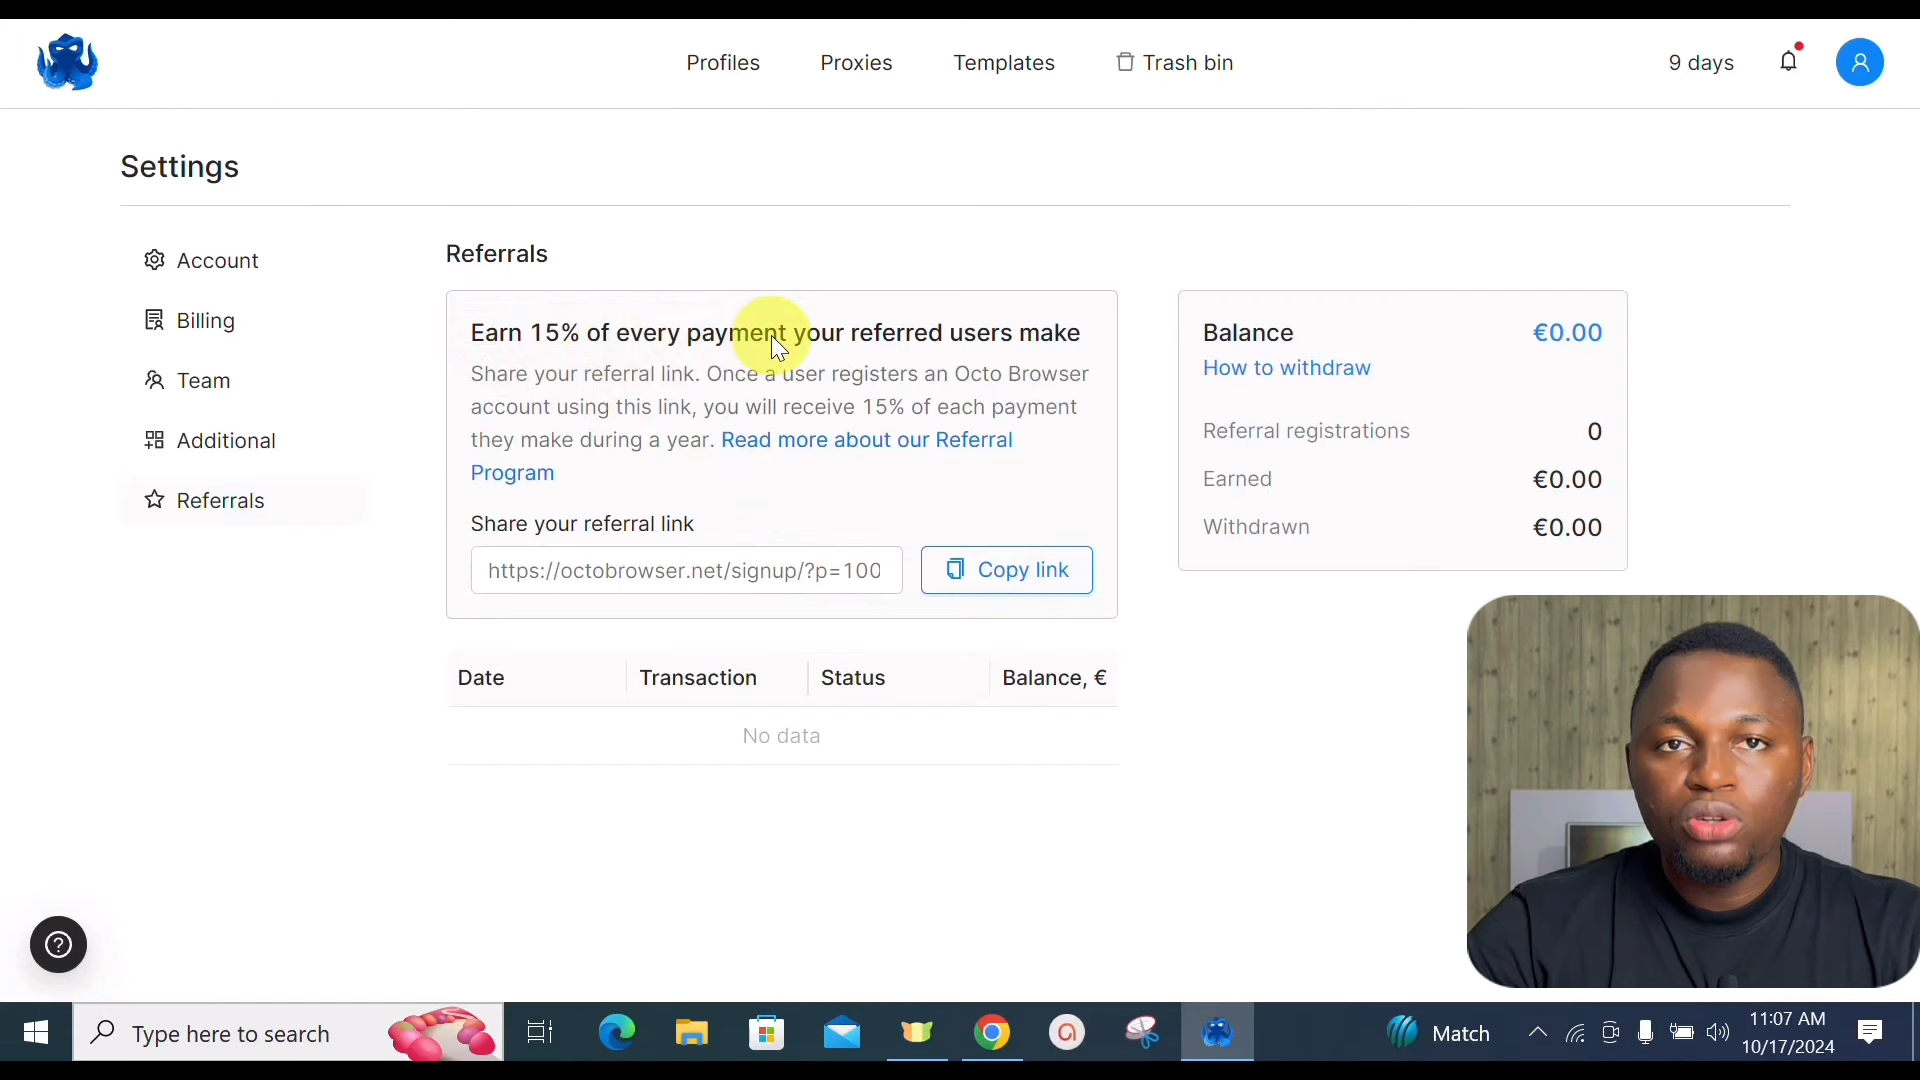 Profiles
Proxies
Templates
Trash bin
9 days
Settings
Account
Billing
Team
Additional
Referrals
Referrals
Earn 15% of every payment your referred users make
Share your referral link. Once a user registers an Octo Browser
account using this link, you will receive 15% of each payment
they make during a year. Read more about our Referral
Program
Share your referral link
https://octobrowser.net/signup/?p=100
Copy link
Balance €0.00
How to withdraw
Referral registrations 0
Earned €0.00
Withdrawn €0.00
Date Transaction Status Balance, €
No data
Type here to search
Match
11:07 AM
10/17/2024